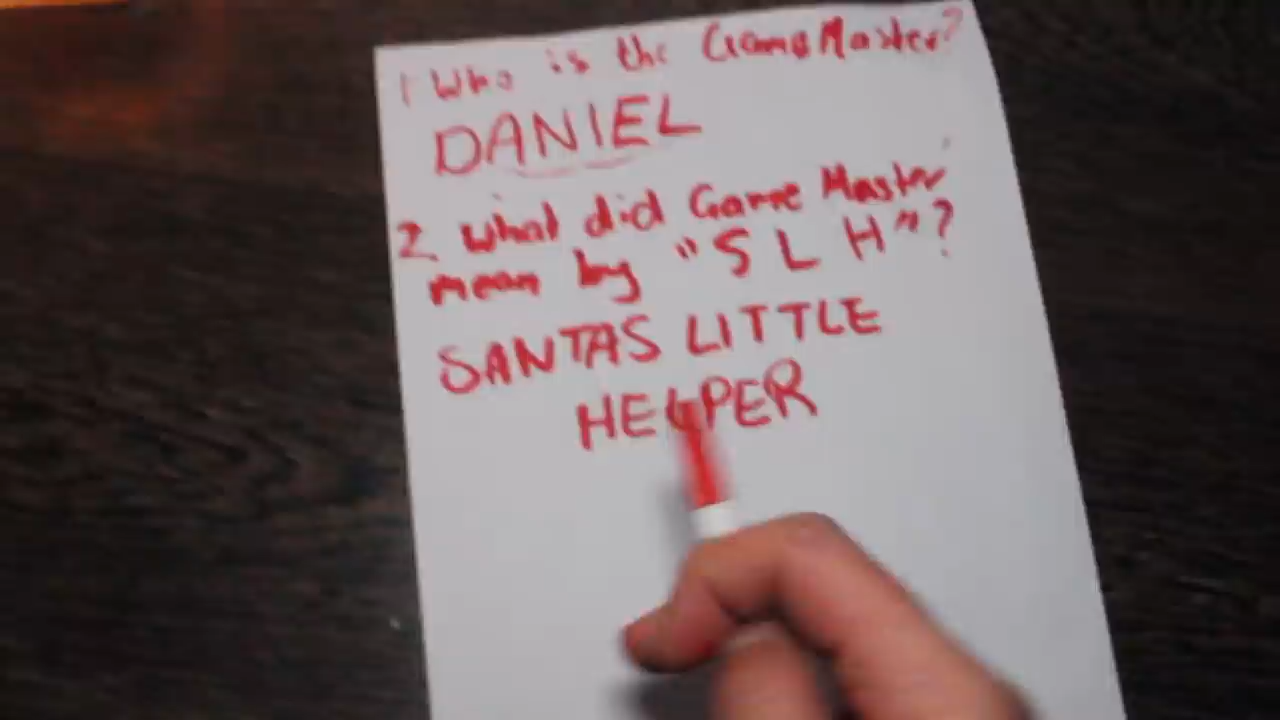 1 Who is the GameMaster?
DANIEL
2 What did Game Master
mean by "S L H"?
SANTAS LITTLE
HELPER